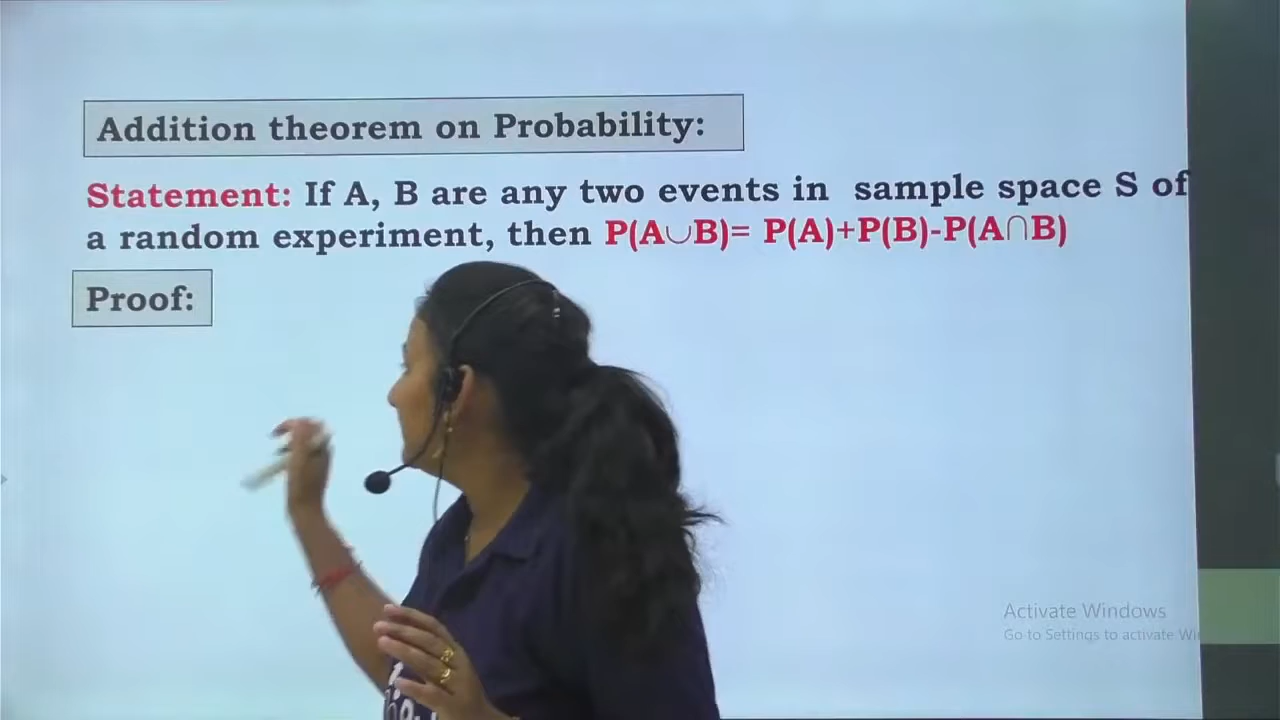 Addition theorem on Probability:
Statement: If A, B are any two events in sample space S of
a random experiment, then P(A∪B)= P(A)+P(B)-P(A∩B)
Proof:
Activate Windows
Go to Settings to activate